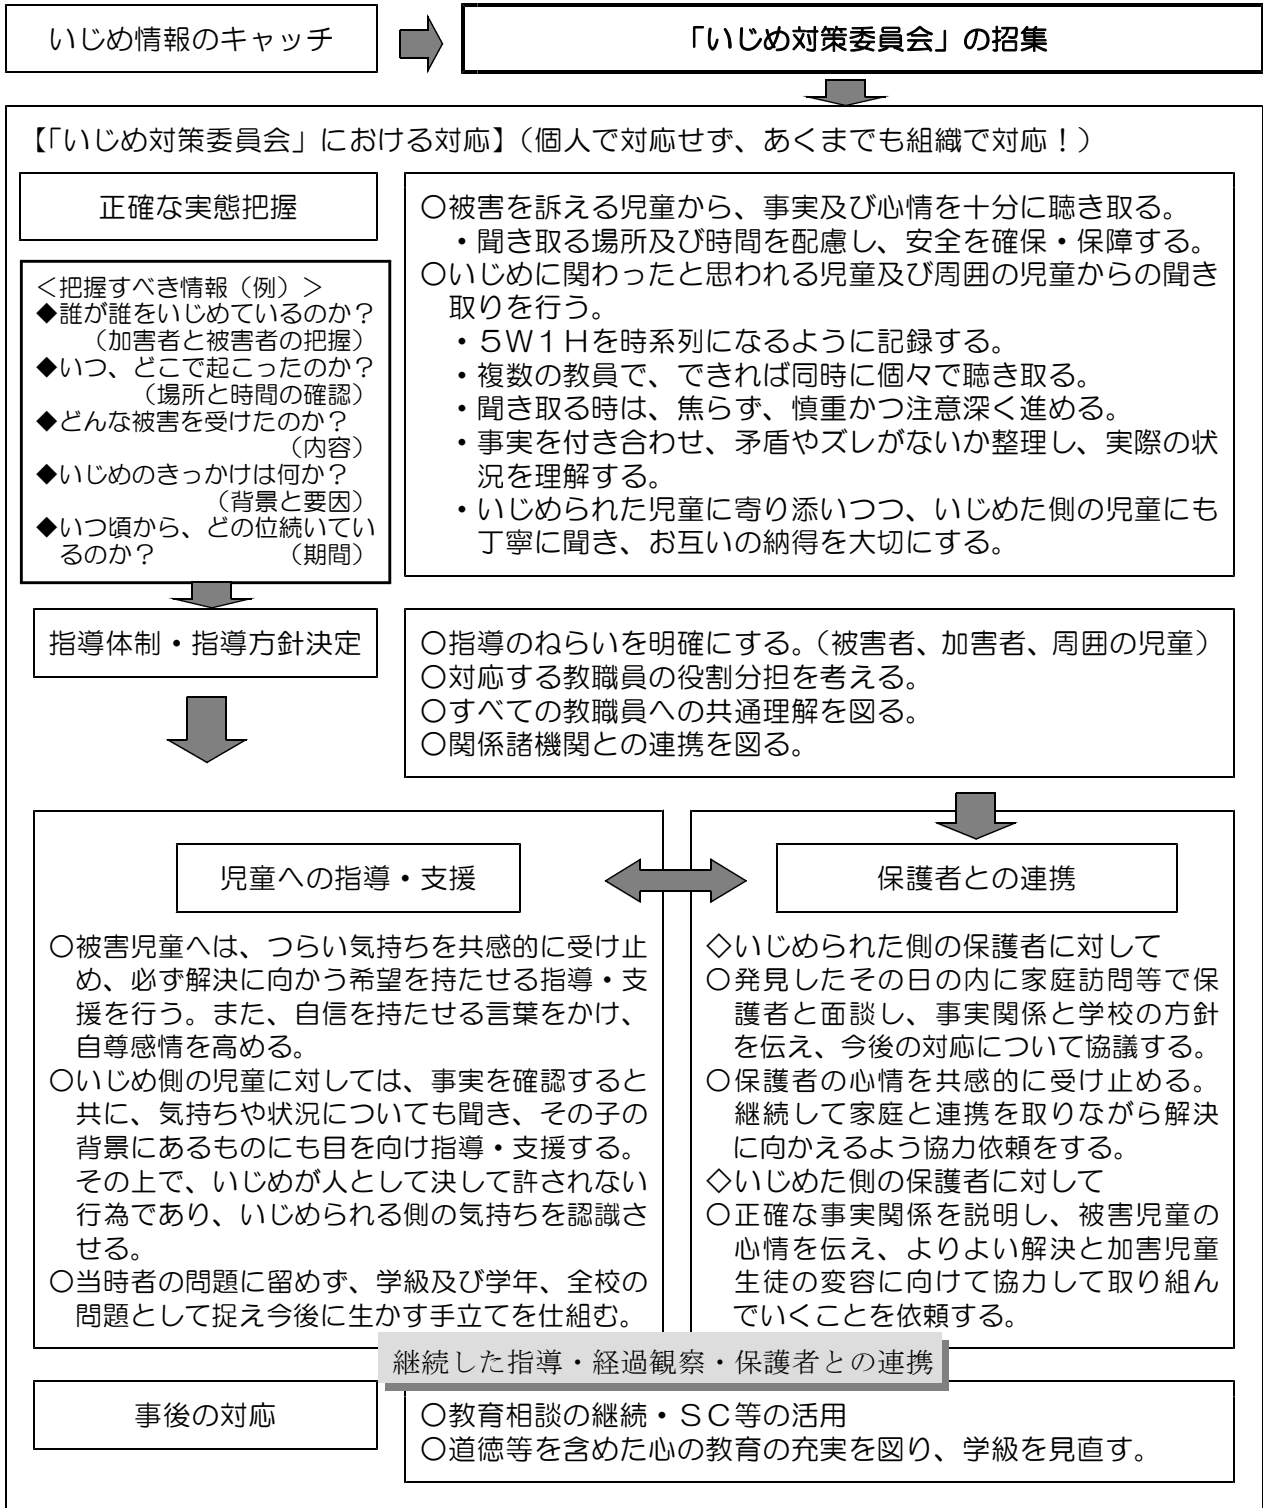 いじめ情報のキャッチ
「いじめ対策委員会」の招集
【「いじめ対策委員会」における対応】（個人で対応せず、あくまでも組織で対応！）
正確な実態把握
＜把握すべき情報（例）＞
◆誰が誰をいじめているのか？
（加害者と被害者の把握）
◆いつ、どこで起こったのか？
（場所と時間の確認）
◆どんな被害を受けたのか？
（内容）
◆いじめのきっかけは何か？
（背景と要因）
◆いつ頃から、どの位続いてい
るのか？　（期間）
○被害を訴える児童から、事実及び心情を十分に聴き取る。
・聞き取る場所及び時間を配慮し、安全を確保・保障する。
○いじめに関わったと思われる児童及び周囲の児童からの聞き
取りを行う。
・５Ｗ１Ｈを時系列になるように記録する。
・複数の教員で、できれば同時に個々で聴き取る。
・聞き取る時は、焦らず、慎重かつ注意深く進める。
・事実を付き合わせ、矛盾やズレがないか整理し、実際の状
況を理解する。
・いじめられた児童に寄り添いつつ、いじめた側の児童にも
丁寧に聞き、お互いの納得を大切にする。
指導体制・指導方針決定
○指導のねらいを明確にする。（被害者、加害者、周囲の児童）
○対応する教職員の役割分担を考える。
○すべての教職員への共通理解を図る。
○関係諸機関との連携を図る。
児童への指導・支援
○被害児童へは、つらい気持ちを共感的に受け止
め、必ず解決に向かう希望を持たせる指導・支
援を行う。また、自信を持たせる言葉をかけ、
自尊感情を高める。
○いじめ側の児童に対しては、事実を確認すると
共に、気持ちや状況についても聞き、その子の
背景にあるものにも目を向け指導・支援する。
その上で、いじめが人として決して許されない
行為であり、いじめられる側の気持ちを認識さ
せる。
○当時者の問題に留めず、学級及び学年、全校の
問題として捉え今後に生かす手立てを仕組む。
保護者との連携
◇いじめられた側の保護者に対して
○発見したその日の内に家庭訪問等で保
護者と面談し、事実関係と学校の方針
を伝え、今後の対応について協議する。
○保護者の心情を共感的に受け止める。
継続して家庭と連携を取りながら解決
に向かえるよう協力依頼をする。
◇いじめた側の保護者に対して
○正確な事実関係を説明し、被害児童の
心情を伝え、よりよい解決と加害児童
生徒の変容に向けて協力して取り組ん
でいくことを依頼する。
継続した指導・経過観察・保護者との連携
事後の対応
○教育相談の継続・ＳＣ等の活用
○道徳等を含めた心の教育の充実を図り、学級を見直す。